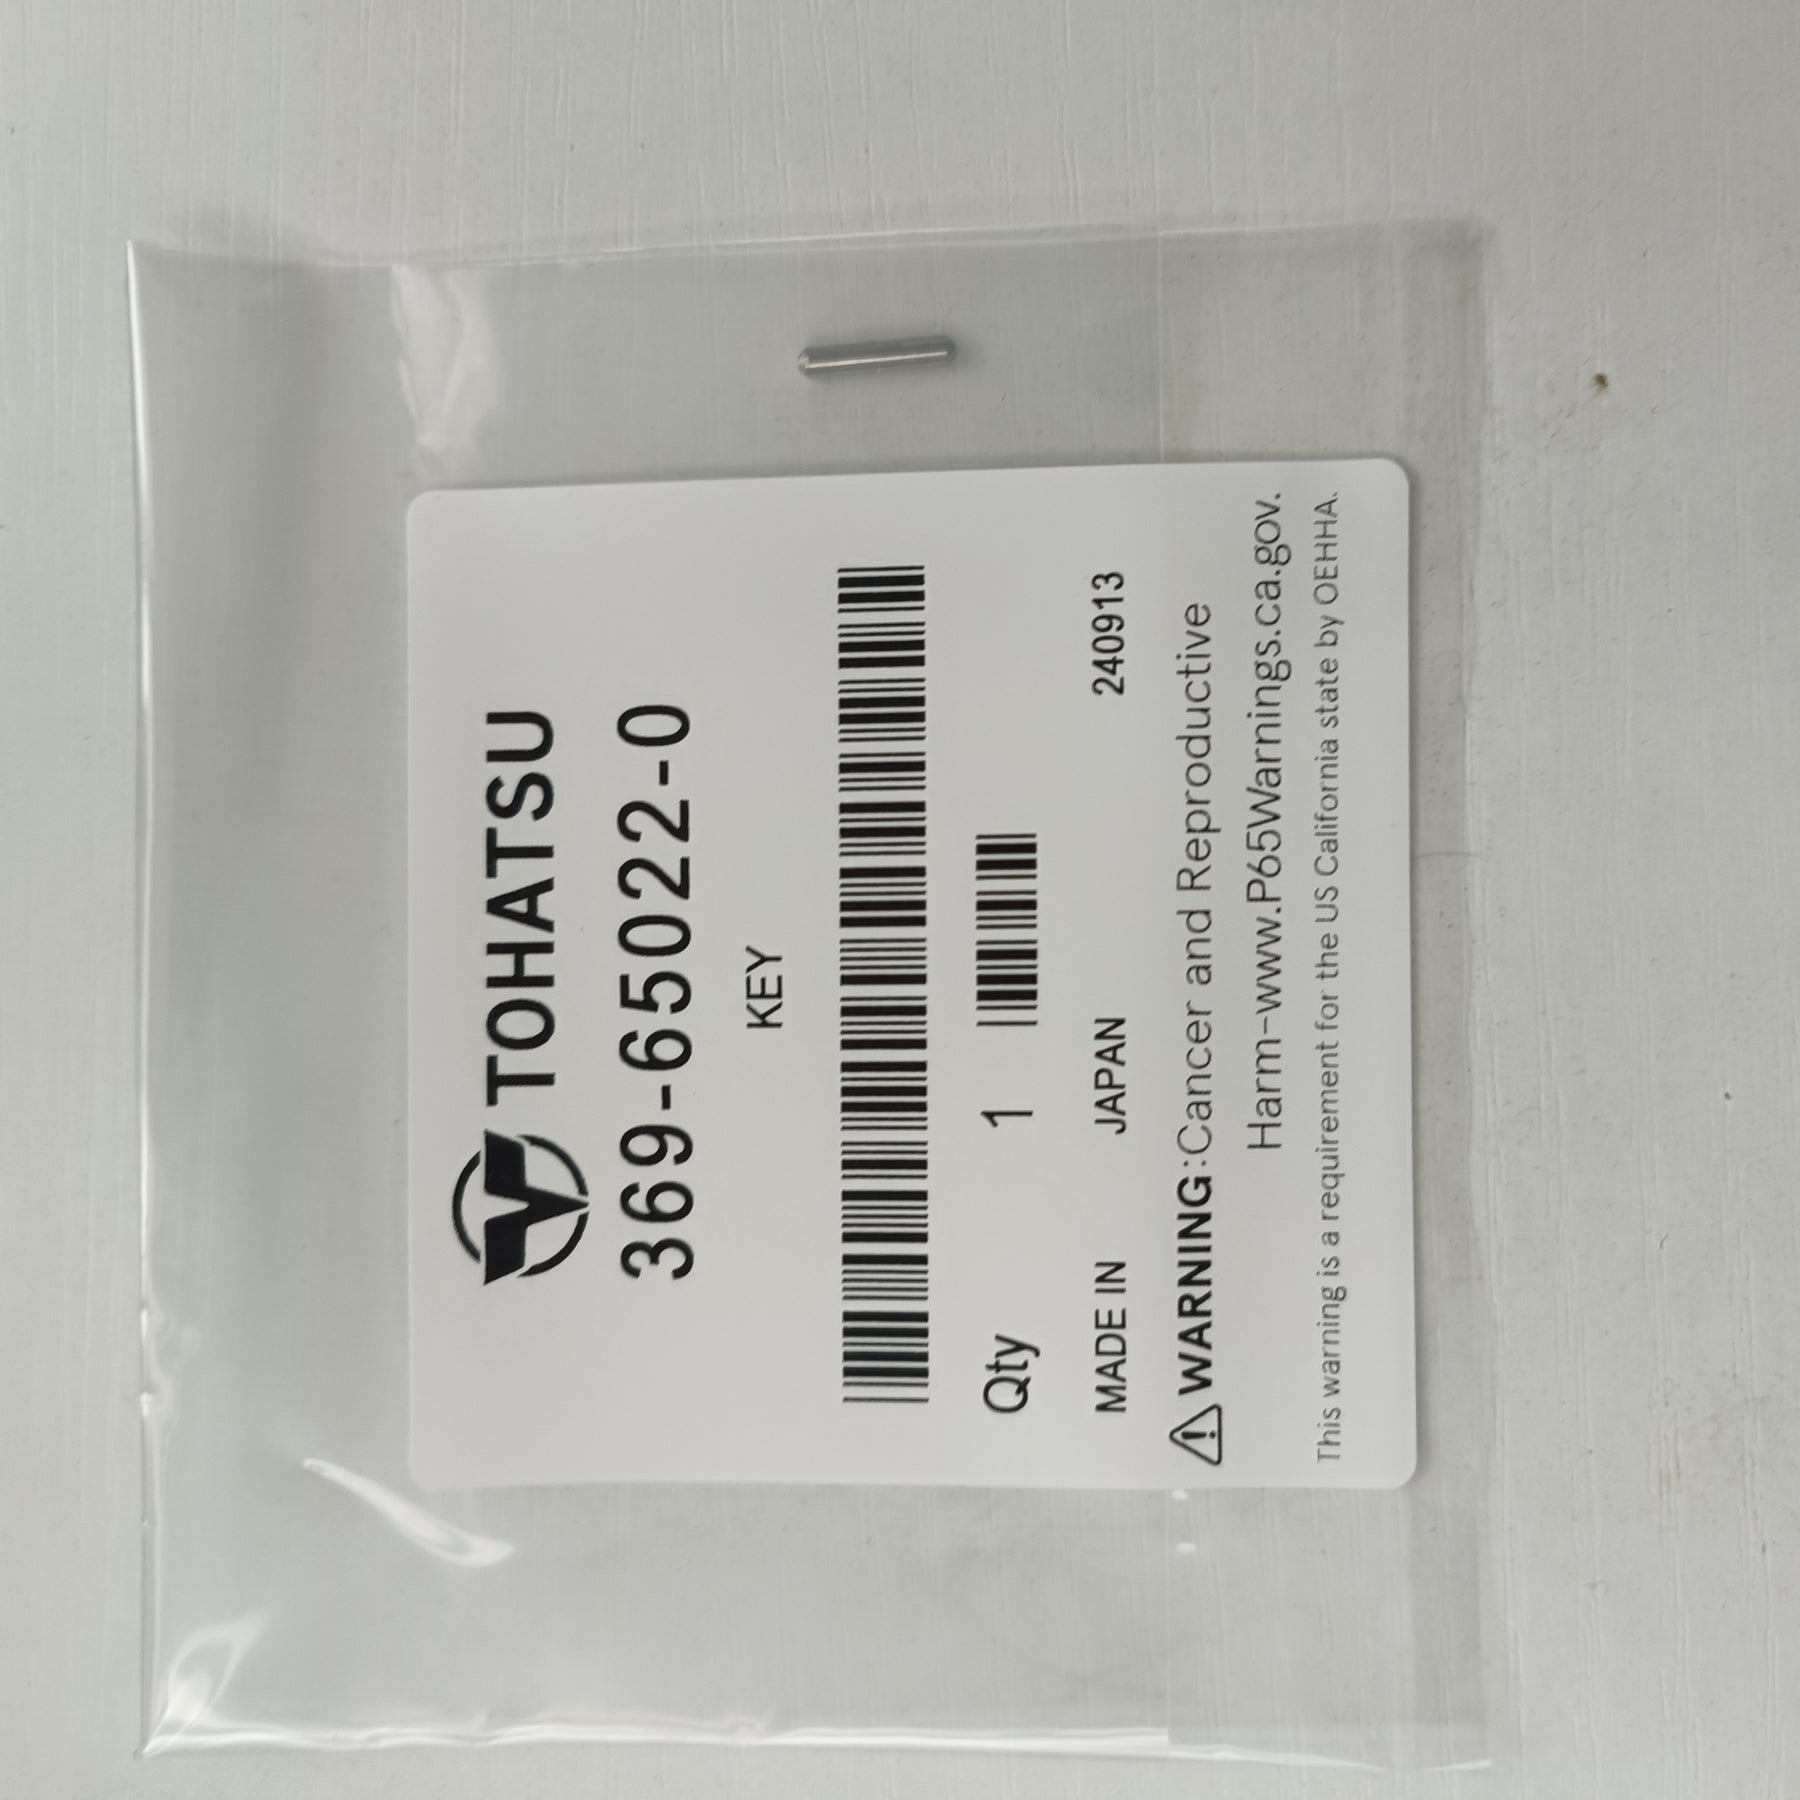 TOHATSU
369-65022-0
KEY
Qty 1
MADE IN JAPAN 240913
WARNING:Cancer and Reproductive
Harm-www.P65Warnings.ca.gov.
This warning is a requirement for the US California state by OEHHA.